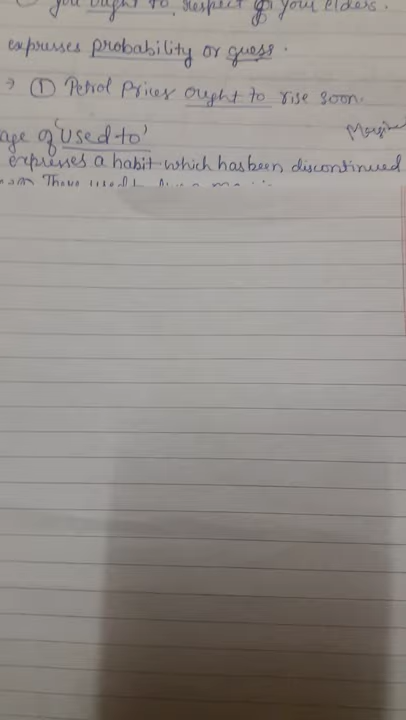 you ought to respect of your elders.
expresses probability or guess.
→ ① Petrol Prices ought to rise soon.
age of 'Used to'
expresses a habit which has been discontinued